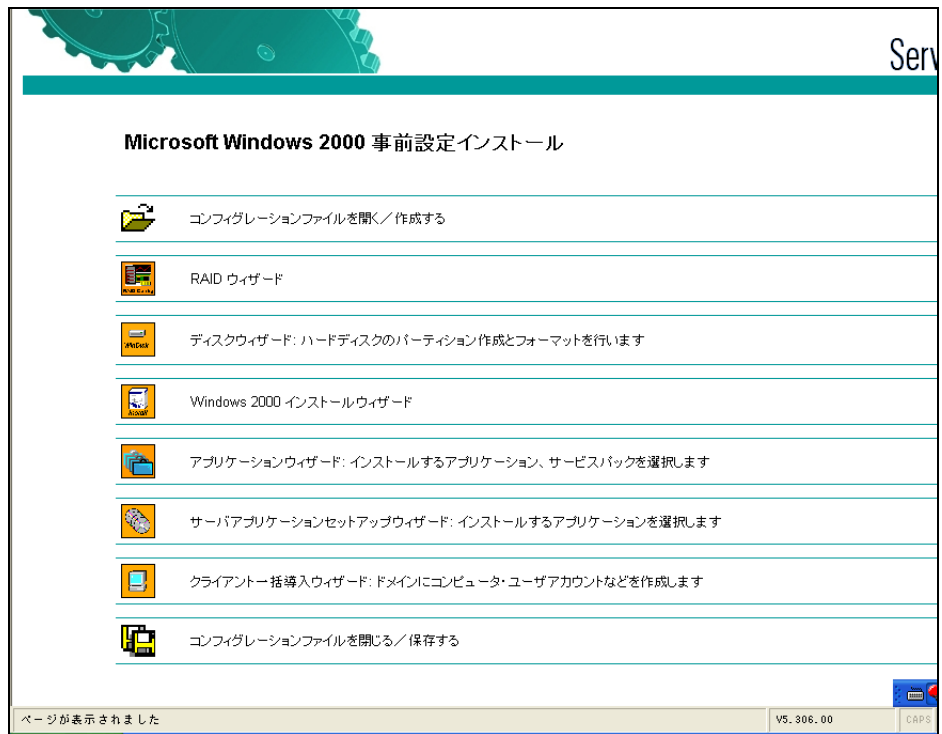 Serv
Microsoft Windows 2000 事前設定インストール
コンフィグレーションファイルを開く／作成する
RAID ウィザード
ディスクウィザード: ハードディスクのパーティション作成とフォーマットを行います
Windows 2000 インストールウィザード
アプリケーションウィザード: インストールするアプリケーション、サービスパックを選択します
サーバアプリケーションセットアップウィザード: インストールするアプリケーションを選択します
クライアント一括導入ウィザード: ドメインにコンピュータ・ユーザアカウントなどを作成します
コンフィグレーションファイルを閉じる／保存する
ページが表示されました
V5.306.00
CAPS